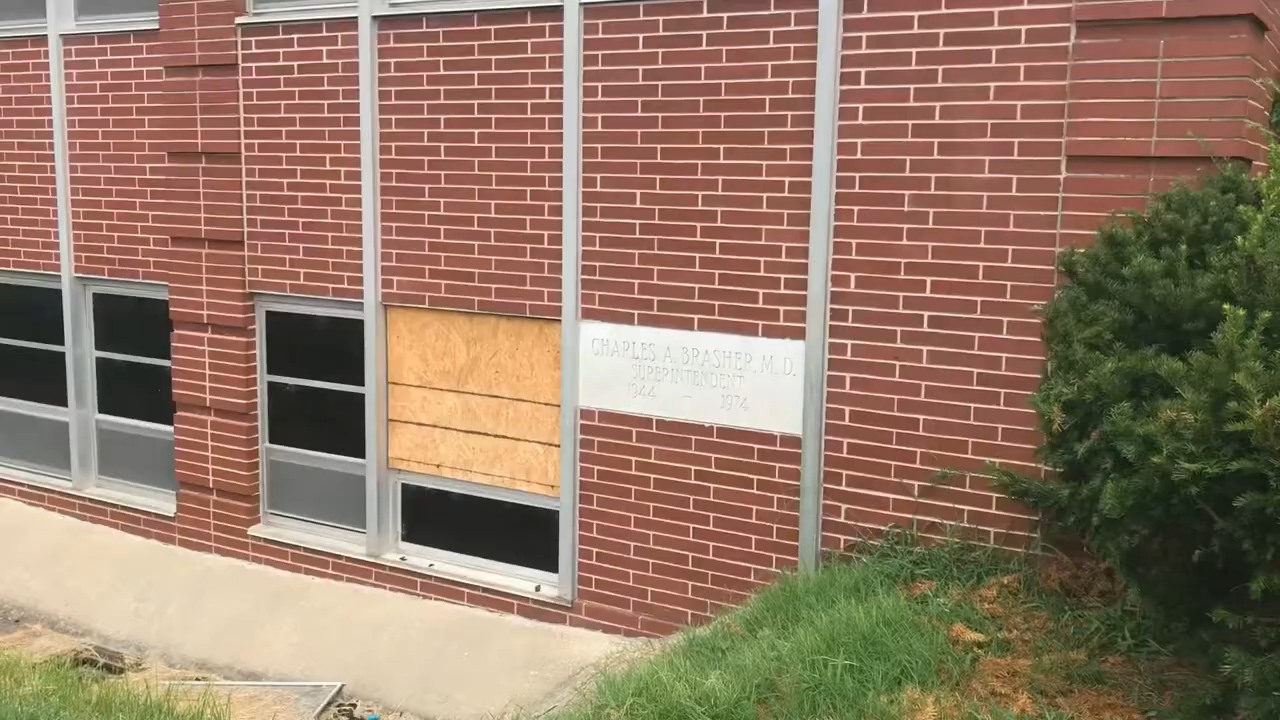 CHARLES A. BRASHER, M. D.
SUPERINTENDENT
1944 - 1974